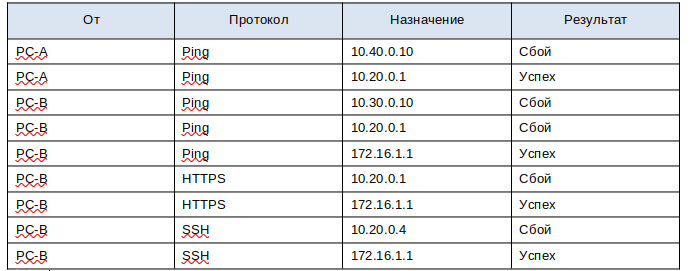 От Протокол Назначение Результат
PC-A Ping 10.40.0.10 Сбой
PC-A Ping 10.20.0.1 Успех
PC-B Ping 10.30.0.10 Сбой
PC-B Ping 10.20.0.1 Сбой
PC-B Ping 172.16.1.1 Успех
PC-B HTTPS 10.20.0.1 Сбой
PC-B HTTPS 172.16.1.1 Успех
PC-B SSH 10.20.0.4 Сбой
PC-B SSH 172.16.1.1 Успех